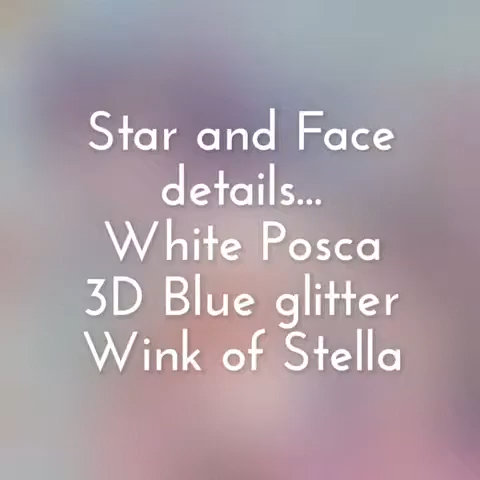 Star and Face
details...
White Posca
3D Blue glitter
Wink of Stella